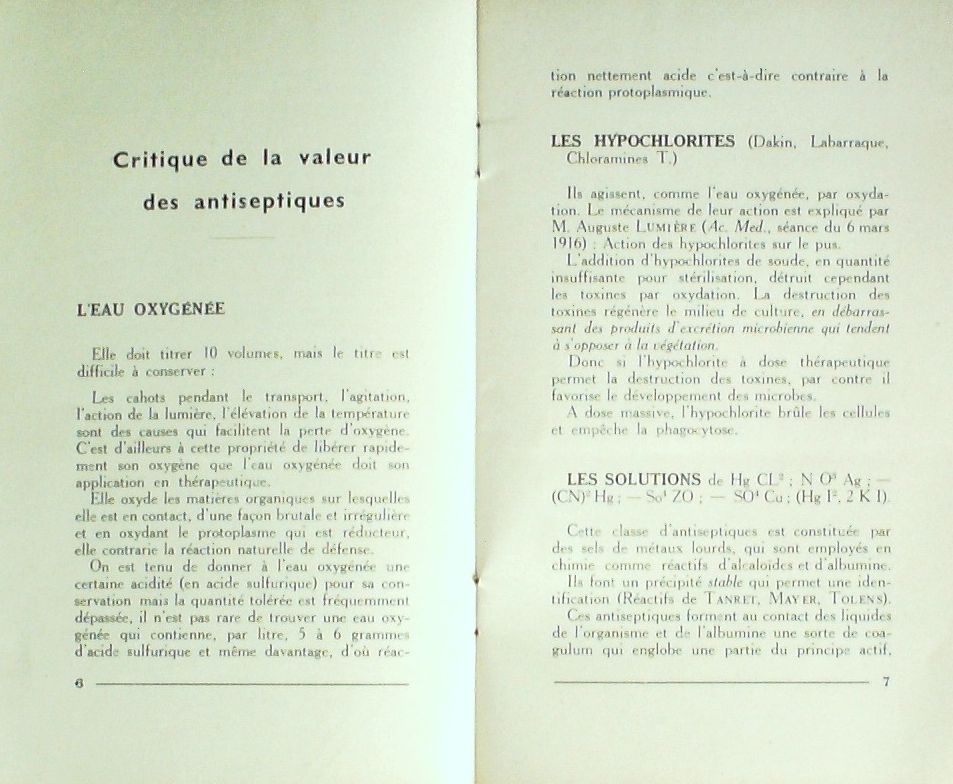 Critique de la valeur
des antiseptiques
L'EAU OXYGÉNÉE
Elle doit titrer 10 volumes, mais le titre est
difficile à conserver :
Les cahots pendant le transport, l'agitation,
l'action de la lumière, l'élévation de la température
sont des causes qui facilitent la perte d'oxygène.
C'est d'ailleurs à cette propriété de libérer rapide-
ment son oxygène que l'eau oxygénée doit son
application en thérapeutique.
Elle oxyde les matières organiques sur lesquelles
elle est en contact, d'une façon brutale et irrégulière
et en oxydant le protoplasme qui est réducteur,
elle contrarie la réaction naturelle de défense.
On est tenu de donner à l'eau oxygénée une
certaine acidité (en acide sulfurique) pour sa con-
servation mais la quantité tolérée est fréquemment
dépassée, il n'est pas rare de trouver une eau oxy-
génée qui contienne, par litre, 5 à 6 grammes
d'acide sulfurique et même davantage, d'où réac-
6
tion nettement acide c'est-à-dire contraire à la
réaction protoplasmique.
LES HYPOCHLORITES (Dakin, Labarraque,
Chloramines T.)
Ils agissent, comme l'eau oxygénée, par oxyda-
tion. Le mécanisme de leur action est expliqué par
M. Auguste LUMIÈRE (Ac. Med., séance du 6 mars
1916) : Action des hypochlorites sur le pus.
L'addition d'hypochlorites de soude, en quantité
insuffisante pour stérilisation, détruit cependant
les toxines par oxydation. La destruction des
toxines régénère le milieu de culture, en débarras-
sant des produits d'excrétion microbienne qui tendent
à s'opposer à la végétation.
Donc si l'hypochlorite à dose thérapeutique
permet la destruction des toxines, par contre il
favorise le développement des microbes.
A dose massive, l'hypochlorite brûle les cellules
et empêche la phagocytose.
LES SOLUTIONS de Hg CL² ; N O³ Ag ; —
(CN)² Hg ; — So⁴ ZO ; — SO⁴ Cu ; (Hg I², 2 K I).
Cette classe d'antiseptiques est constituée par
des sels de métaux lourds, qui sont employés en
chimie comme réactifs d'alcaloïdes et d'albumine.
Ils font un précipité stable qui permet une iden-
tification (Réactifs de TANRET, MAYER, TOLENS).
Ces antiseptiques forment au contact des liquides
de l'organisme et de l'albumine une sorte de coa-
gulum qui englobe une partie du principe actif,
7